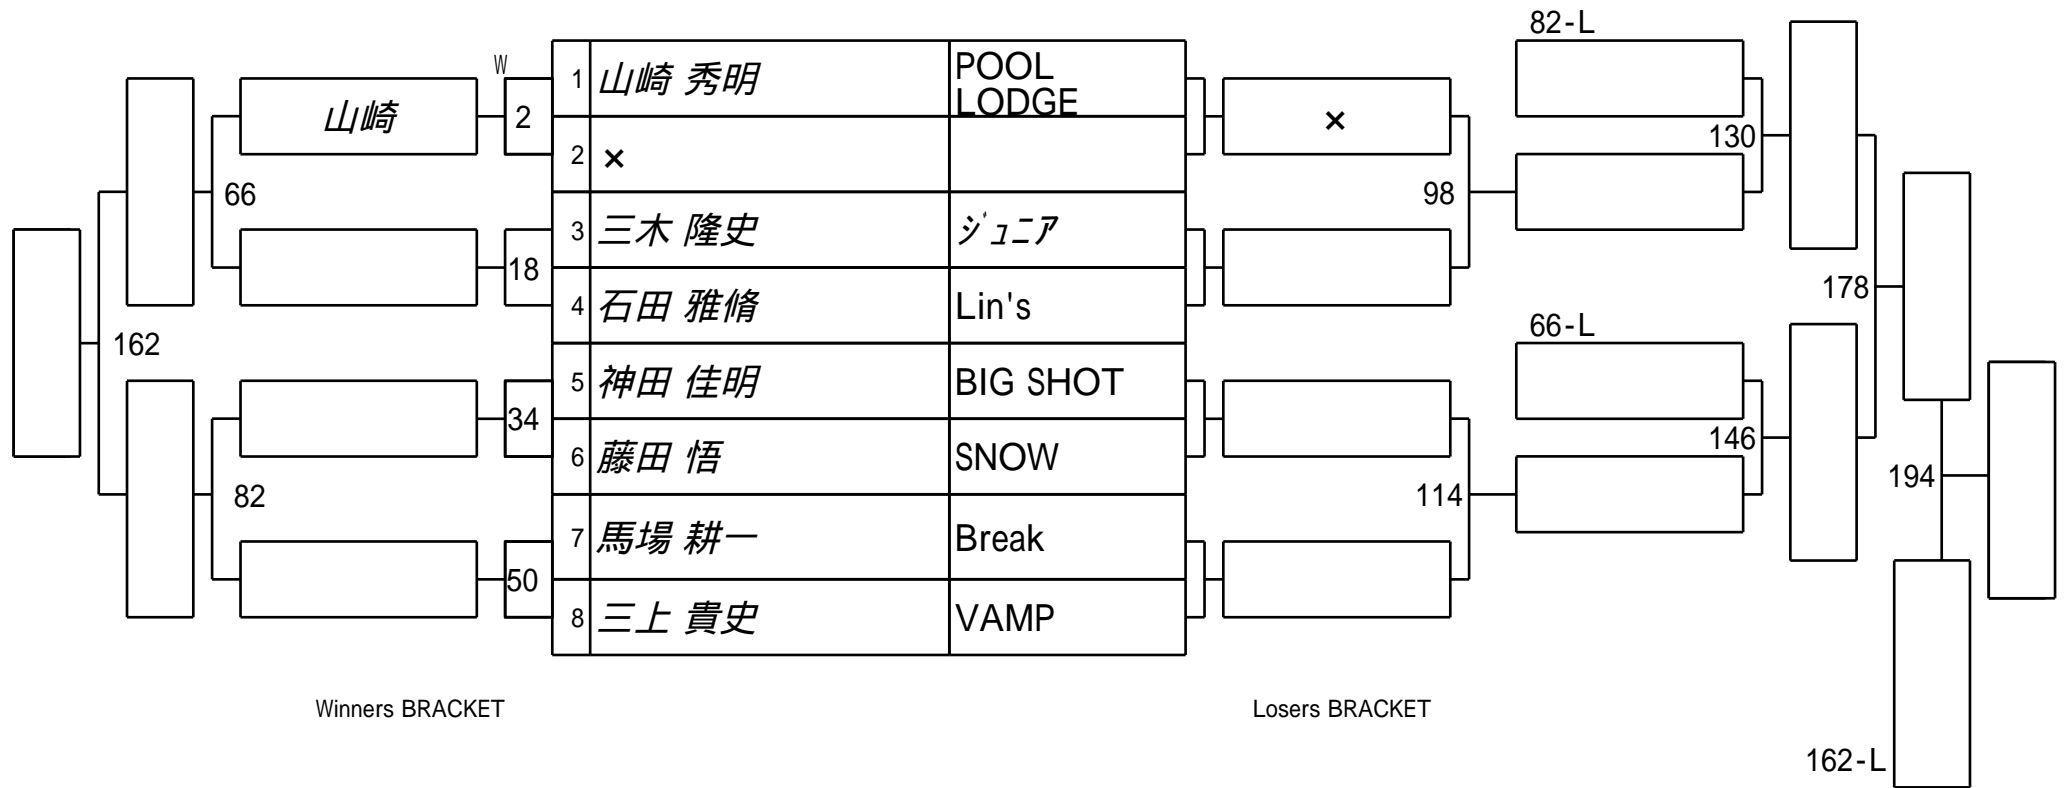 82-L
W
山崎
2
1
山崎 秀明
POOL
LODGE
×
130
2
×
66
98
3
三木 隆史
ジュニア
18
4
石田 雅脩
Lin's
178
162
66-L
5
神田 佳明
BIG SHOT
34
6
藤田 悟
SNOW
146
82
114
194
7
馬場 耕一
Break
50
8
三上 貴史
VAMP
Winners BRACKET
Losers BRACKET
162-L